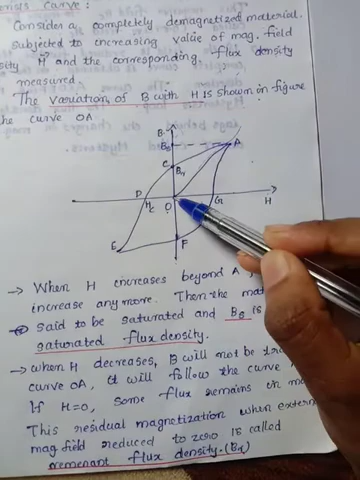 Curve :
Consider a completely demagnetized material.
subjected to increasing value of mag. field
H and the corresponding flux density
measured.
The variation of B with H is shown in figure
the curve OA
B
Bs
A
C
Br
D
Hc
O
G
H
E
F
→ When H increases beyond A,
increase any more. Then the
said to be saturated and Bs is
saturated flux density.
→ when H decreases, B will not be
curve OA, it will follow the curve
If H=0, some flux remains in
This residual magnetization when extern
mag field reduced to zero is called
remenant flux density. (Br)